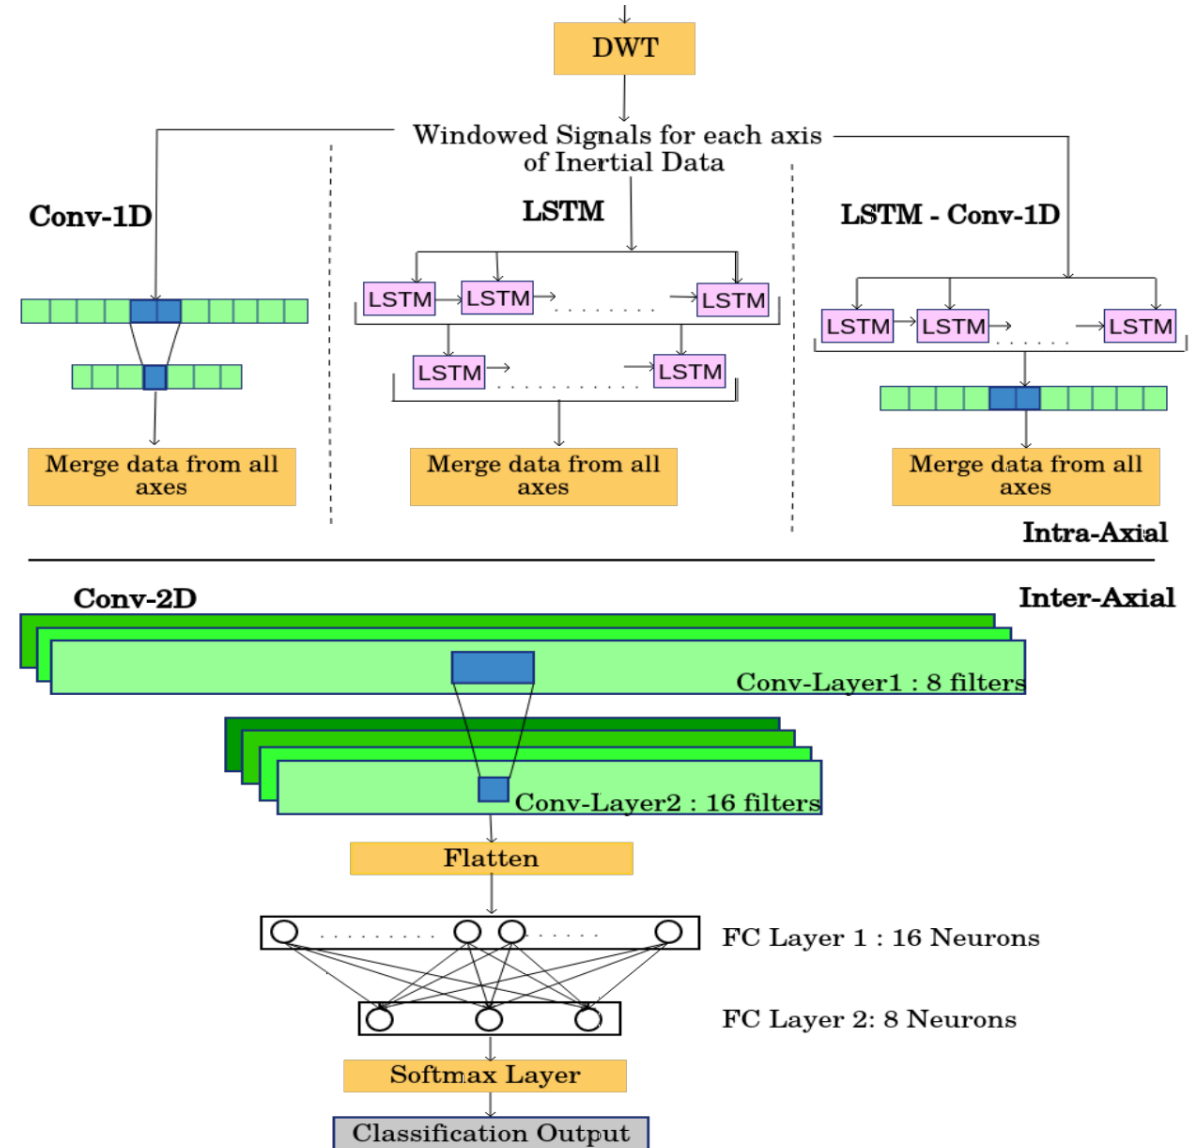 DWT
Windowed Signals for each axis
of Inertial Data
Conv-1D
LSTM
LSTM - Conv-1D
LSTM
LSTM
. . . . . . . .
LSTM
LSTM
LSTM
. . . . .
LSTM
LSTM
. . . . . . . . . . .
LSTM
Merge data from all
axes
Merge data from all
axes
Merge data from all
axes
Intra-Axial
Conv-2D
Inter-Axial
Conv-Layer1 : 8 filters
Conv-Layer2 : 16 filters
Flatten
. . . . . . . . . . . . . .
FC Layer 1 : 16 Neurons
FC Layer 2: 8 Neurons
Softmax Layer
Classification Output